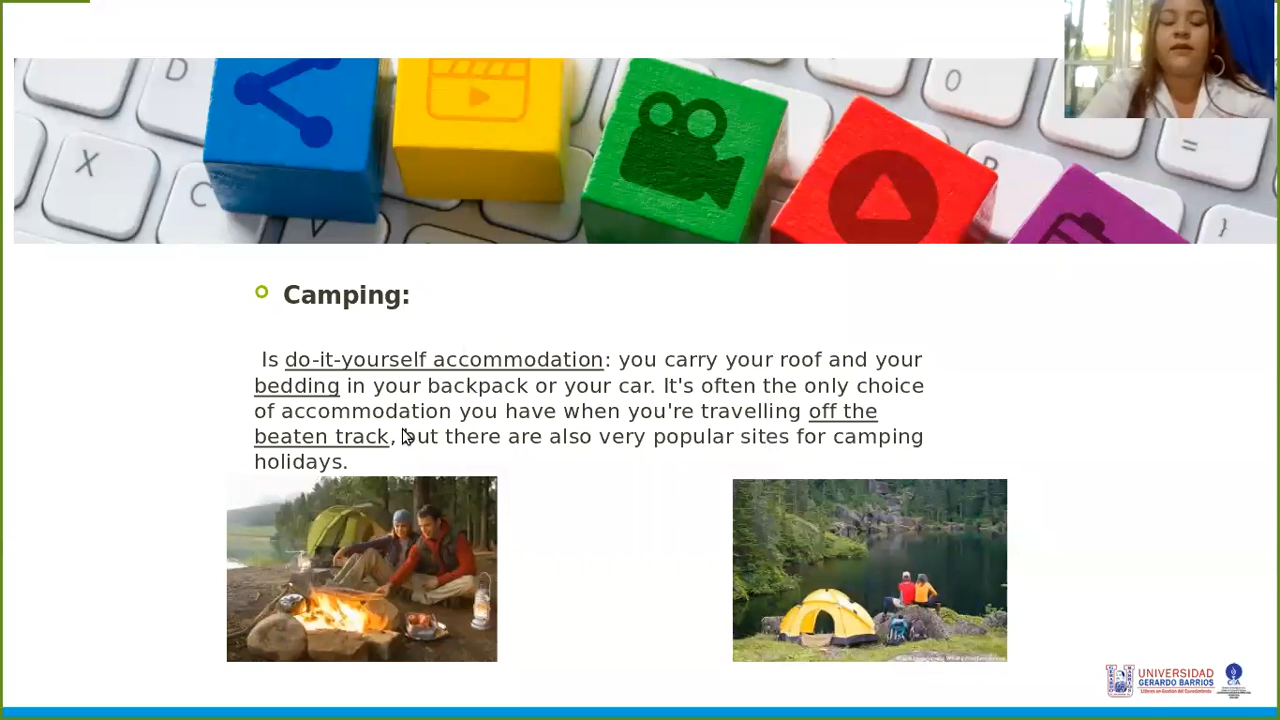 D
X
C
V
0
P
=
}
Camping:
Is do-it-yourself accommodation: you carry your roof and your
bedding in your backpack or your car. It's often the only choice
of accommodation you have when you're travelling off the
beaten track, but there are also very popular sites for camping
holidays.
UNIVERSIDAD
GERARDO BARRIOS